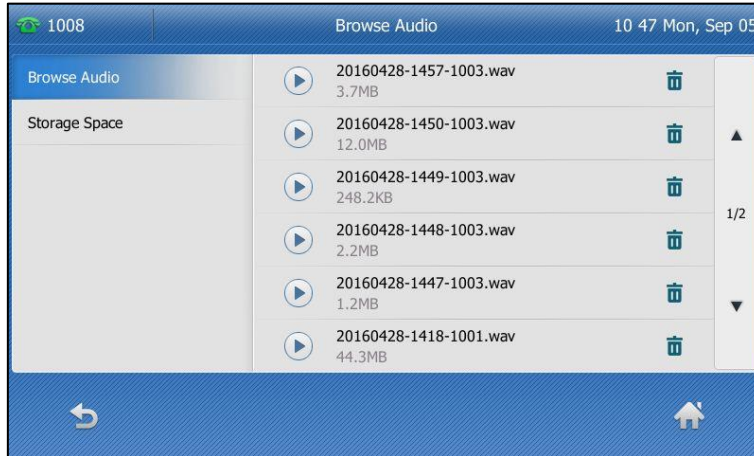 1008 Browse Audio 10 47 Mon, Sep 05
Browse Audio
Storage Space
20160428-1457-1003.wav
3.7MB
20160428-1450-1003.wav
12.0MB
20160428-1449-1003.wav
248.2KB
20160428-1448-1003.wav
2.2MB
20160428-1447-1003.wav
1.2MB
20160428-1418-1001.wav
44.3MB
1/2